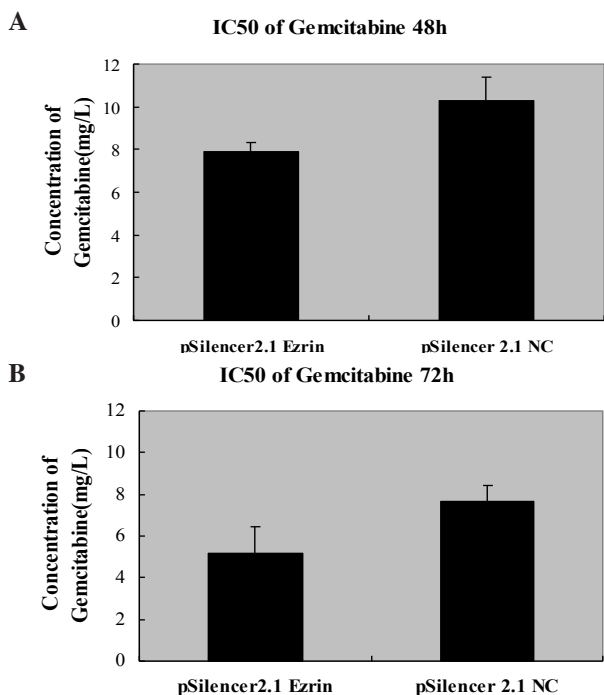 A
IC50 of Gemcitabine 48h
Concentration of
Gemcitabine(mg/L)
12
10
8
6
4
2
0
pSilencer2.1 Ezrin
pSilencer 2.1 NC
B
IC50 of Gemcitabine 72h
Concentration of
Gemcitabine(mg/L)
12
10
8
6
4
2
0
pSilencer2.1 Ezrin
pSilencer 2.1 NC